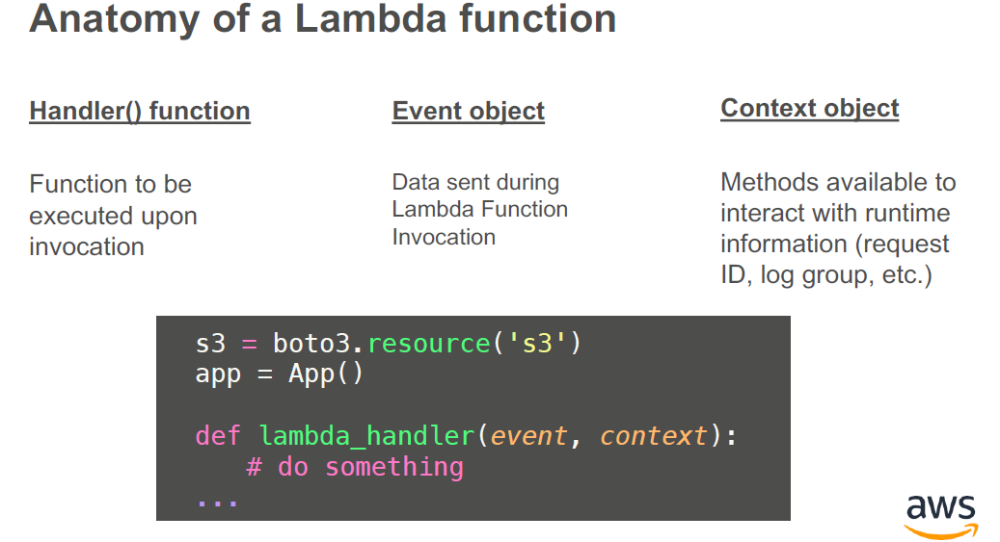 Anatomy of a Lambda function
Handler() function
Function to be
executed upon
invocation
Event object
Data sent during
Lambda Function
Invocation
Context object
Methods available to
interact with runtime
information (request
ID, log group, etc.)
s3 = boto3.resource('s3')
app = App()
def lambda_handler(event, context):
# do something
...
aws